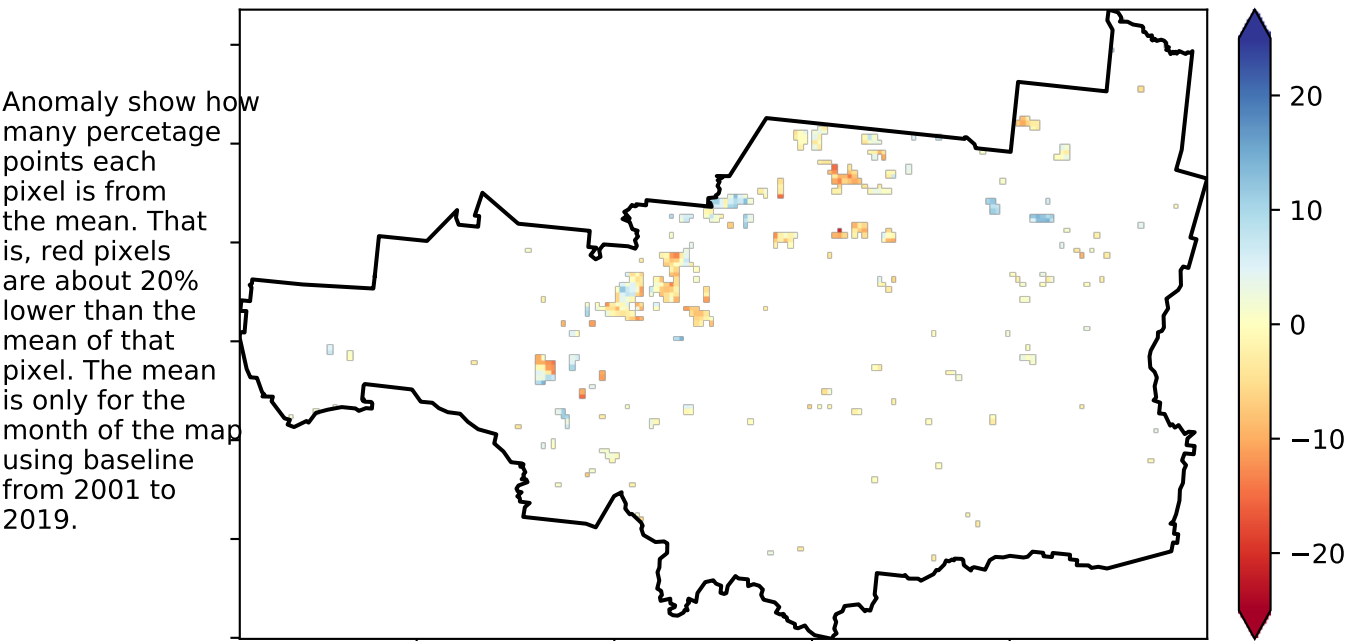 Anomaly show how
many percetage
points each
pixel is from
the mean. That
is, red pixels
are about 20%
lower than the
mean of that
pixel. The mean
is only for the
month of the map
using baseline
from 2001 to
2019.
20
10
0
−10
−20